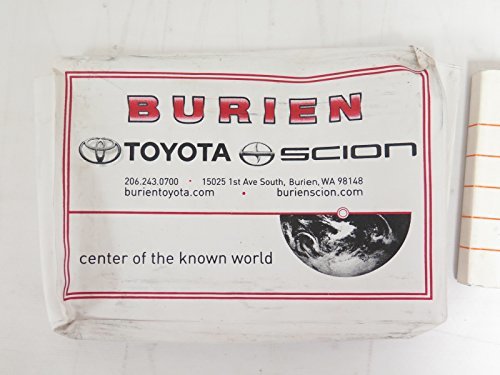 BURIEN
TOYOTA SCION
206.243.0700 • 15025 1st Ave South, Burien, WA 98148
burientoyota.com • burienscion.com
center of the known world